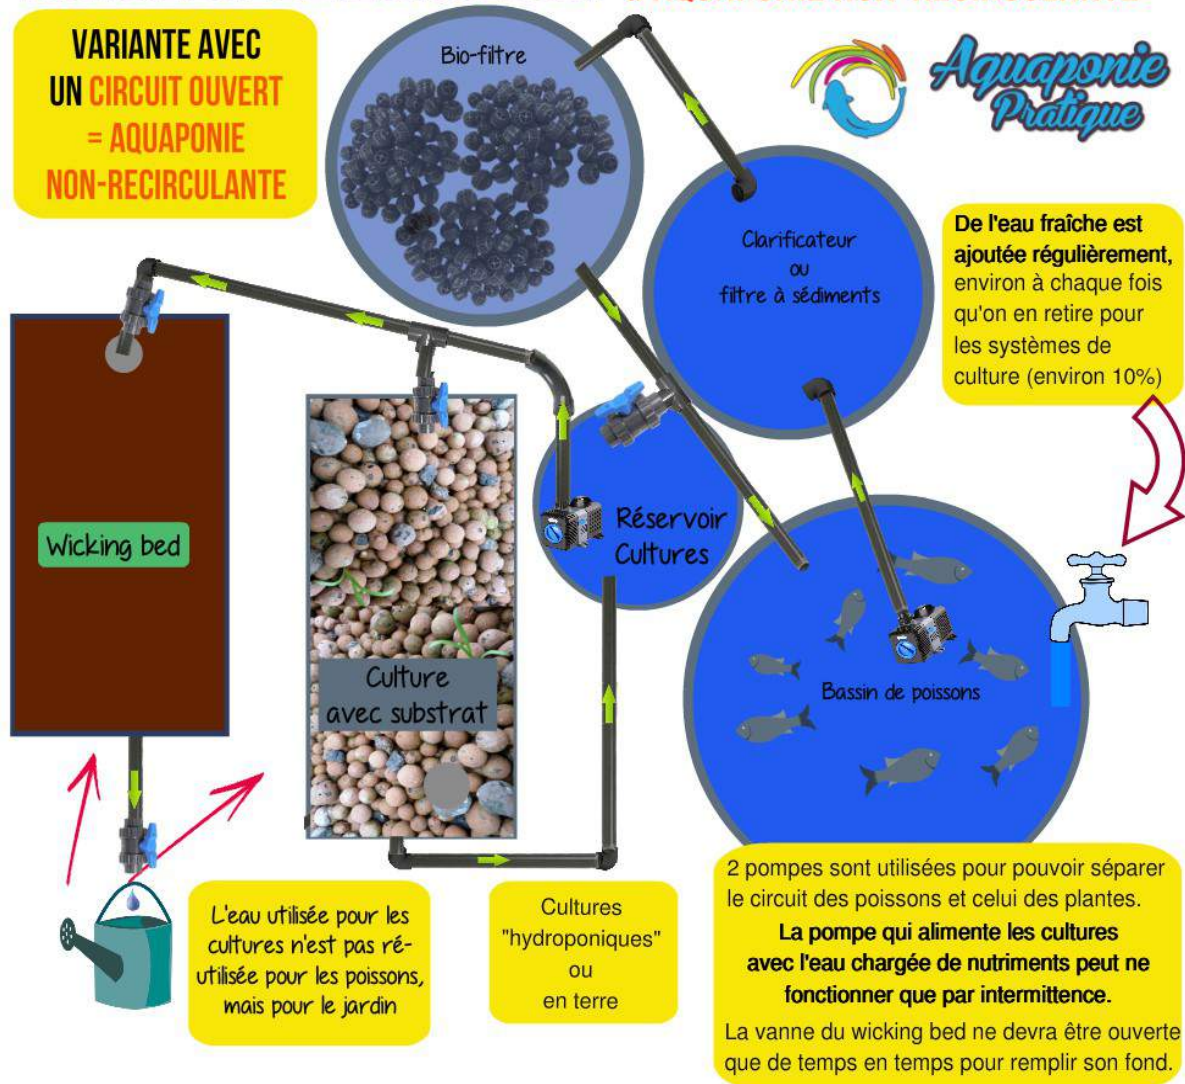 VARIANTE AVEC
UN CIRCUIT OUVERT
= AQUAPONIE
NON-RECIRCULANTE
Bio-filtre
Aquaponie
Pratique
Clarificateur
ou
filtre à sédiments
De l'eau fraîche est
ajoutée régulièrement,
environ à chaque fois
qu'on en retire pour
les systèmes de
culture (environ 10%)
Wicking bed
Réservoir
Cultures
Culture
avec substrat
Bassin de poissons
L'eau utilisée pour les
cultures n'est pas ré-
utilisée pour les poissons,
mais pour le jardin
Cultures
"hydroponiques"
ou
en terre
2 pompes sont utilisées pour pouvoir séparer
le circuit des poissons et celui des plantes.
La pompe qui alimente les cultures
avec l'eau chargée de nutriments peut ne
fonctionner que par intermittence.
La vanne du wicking bed ne devra être ouverte
que de temps en temps pour remplir son fond.